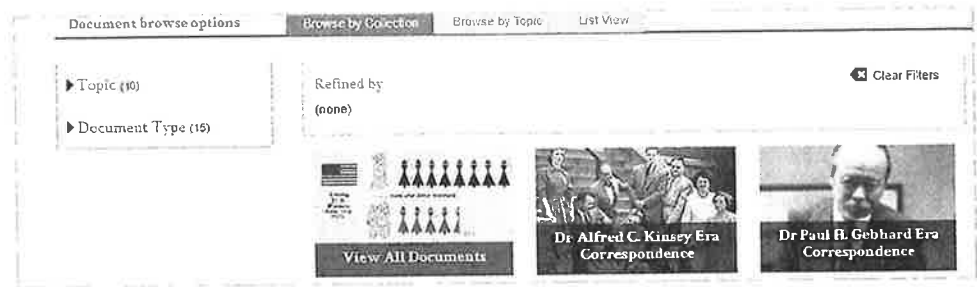 Document browse options
Browse by Collection
Browse by Topic
List View
Topic (10)
Document Type (15)
Refined by
(none)
Clear Filters
View All Documents
Dr Alfred C. Kinsey Era
Correspondence
Dr Paul H. Gebhard Era
Correspondence